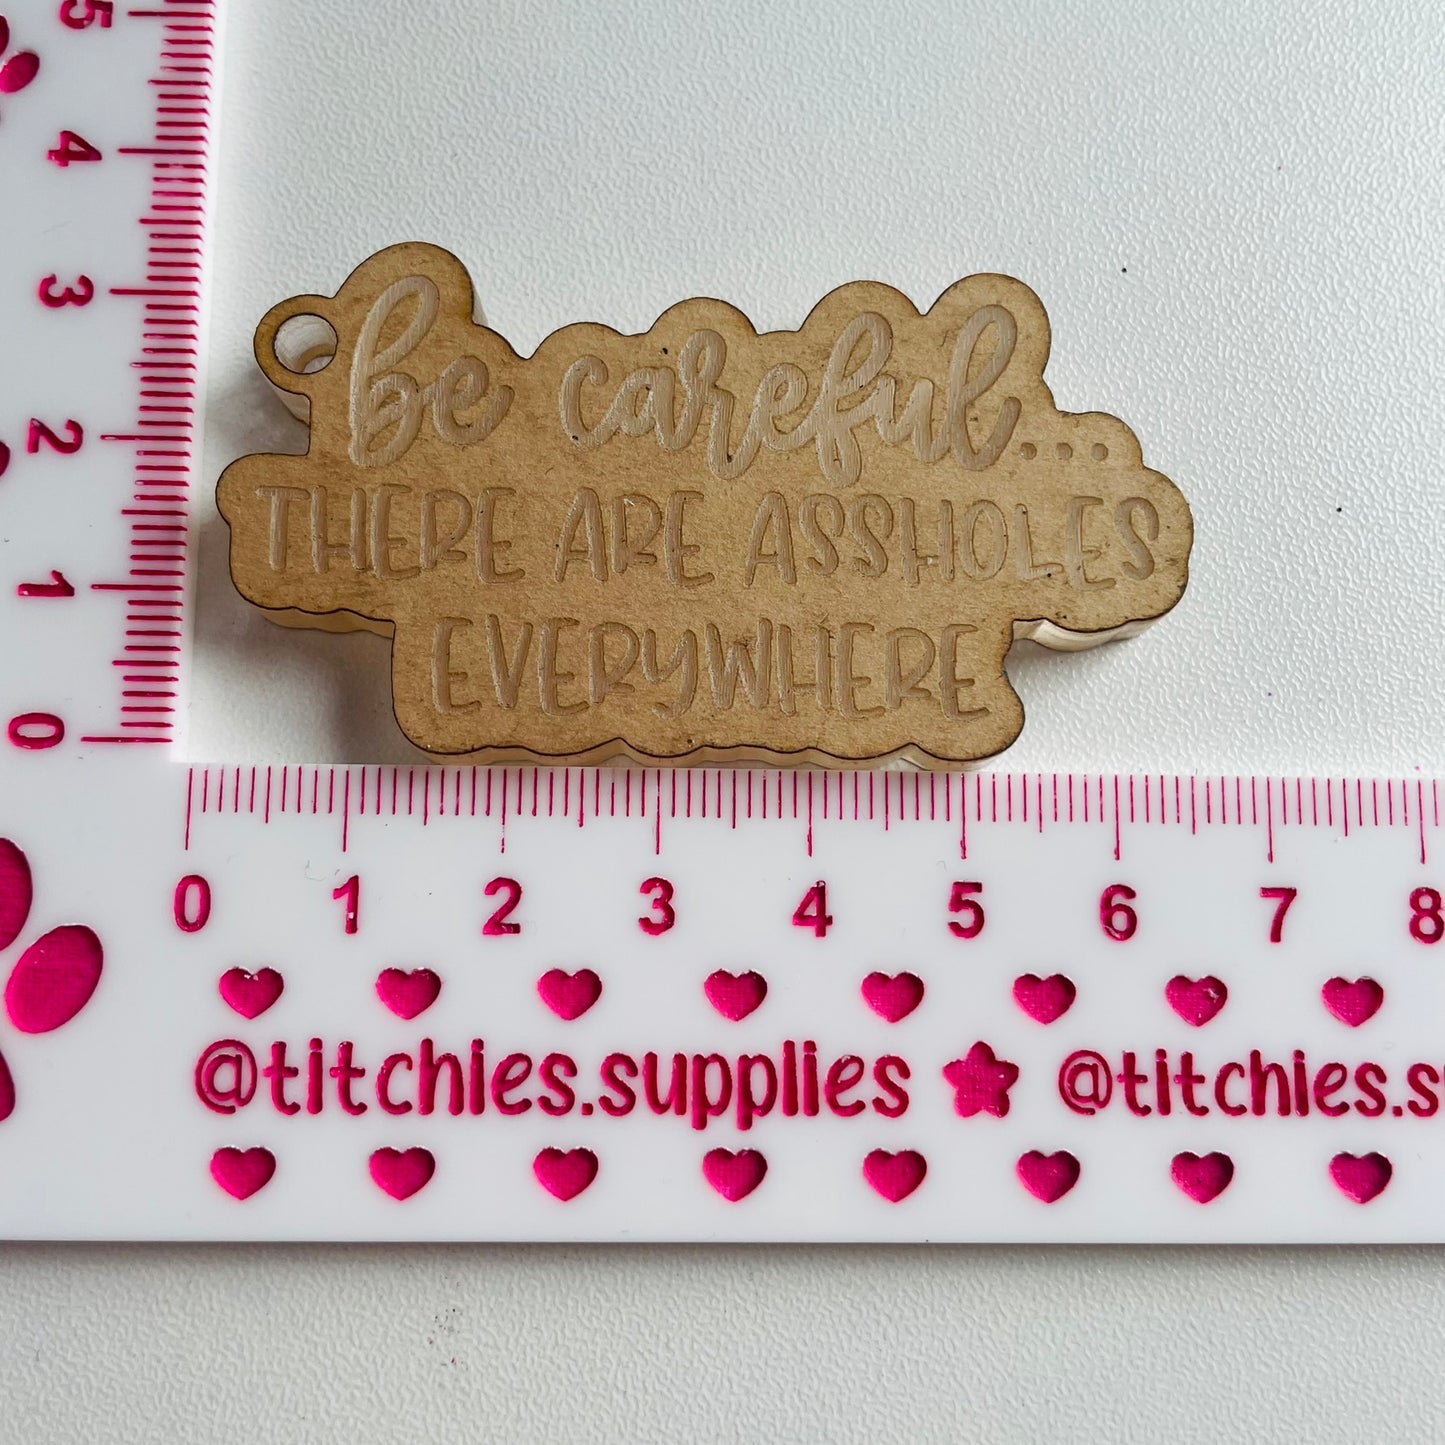 5
4
3
2
1
0
be careful...
THERE ARE ASSHOLES
EVERYWHERE
0 1 2 3 4 5 6 7 8
@titchies.supplies ★ @titchies.s